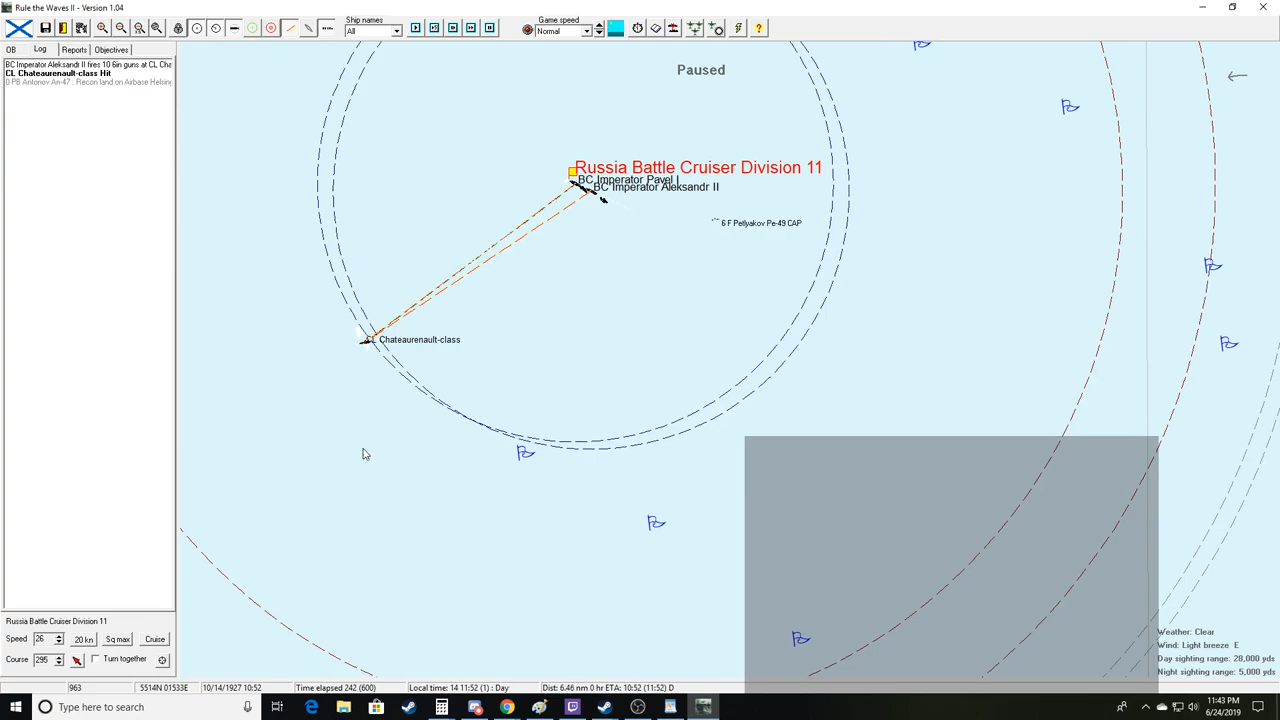 Rule the Waves II - Version 1.04
Ship names
All
Game speed
Normal
OB Log Reports Objectives
BC Imperator Aleksandr II fires 10 6in guns at CL Cha
CL Chateaurenault-class Hit
0 PB Antonov An-47 : Recon land on Airbase Helsing
Paused
Russia Battle Cruiser Division 11
BC Imperator Pavel I
BC Imperator Aleksandr II
6 F Petlyakov Pe-49 CAP
CL Chateaurenault-class
Russia Battle Cruiser Division 11
Speed 26 20 kn Sq max Cruise
Course 295 Turn together
Weather: Clear
Wind: Light breeze E
Day sighting range: 28,000 yds
Night sighting range: 5,000 yds
963 5514N 01533E 10/14/1927 10:52 Time elapsed 242 (600) Local time: 14 11:52 (1) : Day Dist: 6.46 nm 0 hr ETA: 10:52 (11:52) D
Type here to search
11:43 PM
6/24/2019